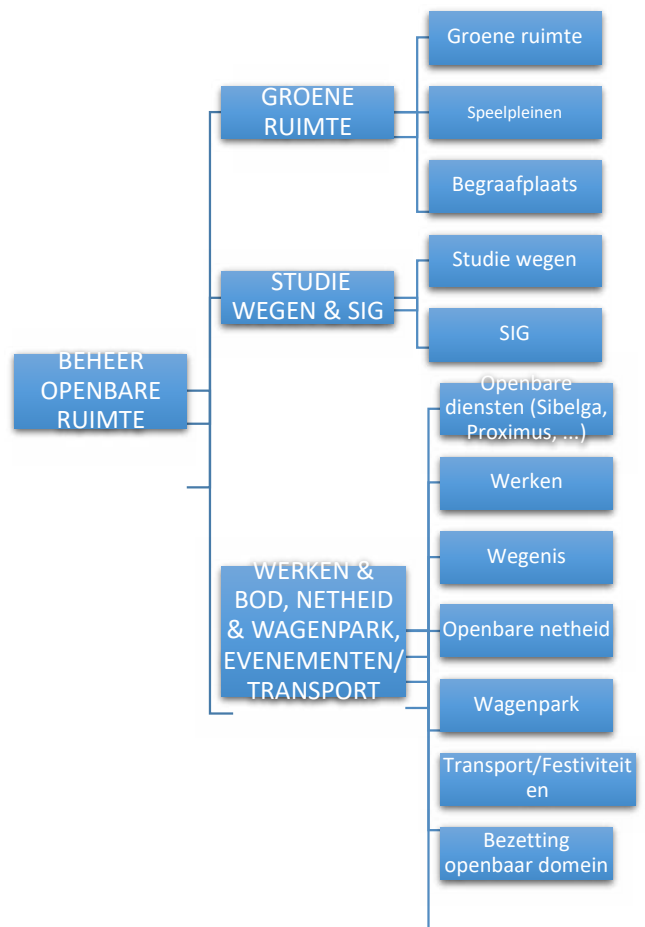 BEHEER
OPENBARE
RUIMTE
GROENE
RUIMTE
Groene ruimte
Speelpleinen
Begraafplaats
STUDIE
WEGEN & SIG
Studie wegen
SIG
WERKEN &
BOD, NETHEID
& WAGENPARK,
EVENEMENTEN/
TRANSPORT
Openbare
diensten (Sibelga,
Proximus, ...)
Werken
Wegenis
Openbare netheid
Wagenpark
Transport/Festiviteit
en
Bezetting
openbaar domein